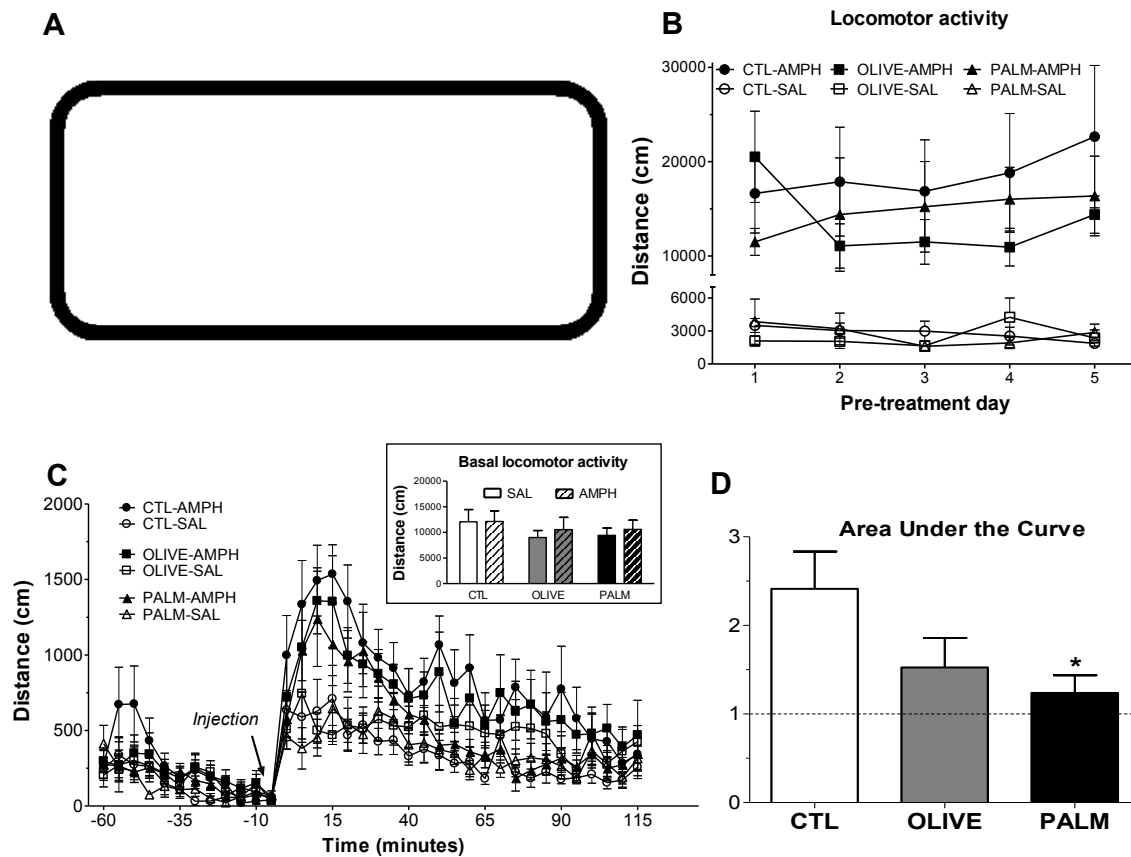 A
B
Locomotor activity
CTL-AMPH OLIVE-AMPH PALM-AMPH
CTL-SAL OLIVE-SAL PALM-SAL
Distance (cm)
30000
20000
10000
6000
3000
0
1 2 3 4 5
Pre-treatment day
C
CTL-AMPH
CTL-SAL
OLIVE-AMPH
OLIVE-SAL
PALM-AMPH
PALM-SAL
Distance (cm)
2000
1500
1000
500
0
Injection
-60 -35 -10 15 40 65 90 115
Time (minutes)
Basal locomotor activity
SAL AMPH
Distance (cm)
20000
15000
10000
5000
0
CTL OLIVE PALM
D
Area Under the Curve
3
2
1
0
*
CTL OLIVE PALM